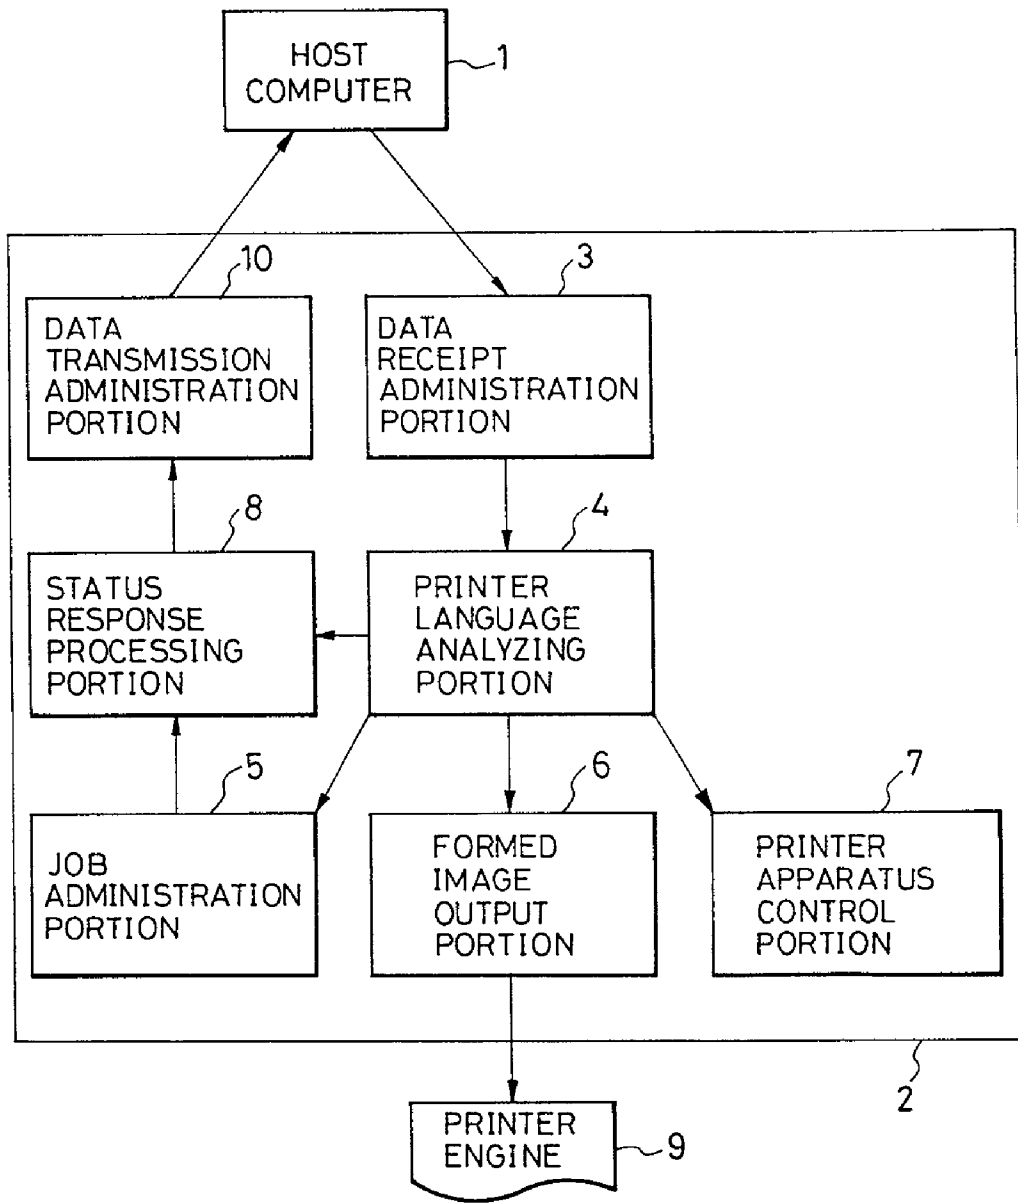 HOST
COMPUTER
1
10
3
DATA
TRANSMISSION
ADMINISTRATION
PORTION
DATA
RECEIPT
ADMINISTRATION
PORTION
8
4
STATUS
RESPONSE
PROCESSING
PORTION
PRINTER
LANGUAGE
ANALYZING
PORTION
5
6
7
JOB
ADMINISTRATION
PORTION
FORMED
IMAGE
OUTPUT
PORTION
PRINTER
APPARATUS
CONTROL
PORTION
2
PRINTER
ENGINE
9